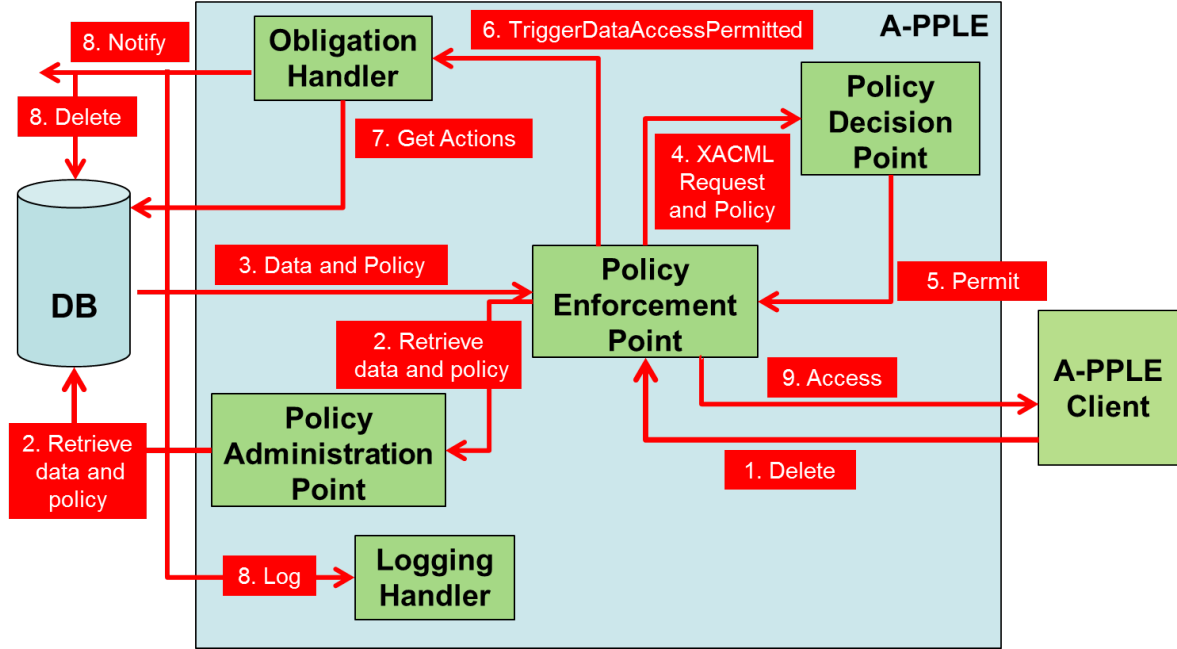 8. Notify
Obligation
Handler
6. TriggerDataAccessPermitted
A-PPLE
8. Delete
7. Get Actions
Policy
Decision
Point
4. XACML
Request
and Policy
3. Data and Policy
Policy
Enforcement
Point
5. Permit
DB
2. Retrieve
data and policy
9. Access
A-PPLE
Client
2. Retrieve
data and
policy
Policy
Administration
Point
1. Delete
8. Log
Logging
Handler